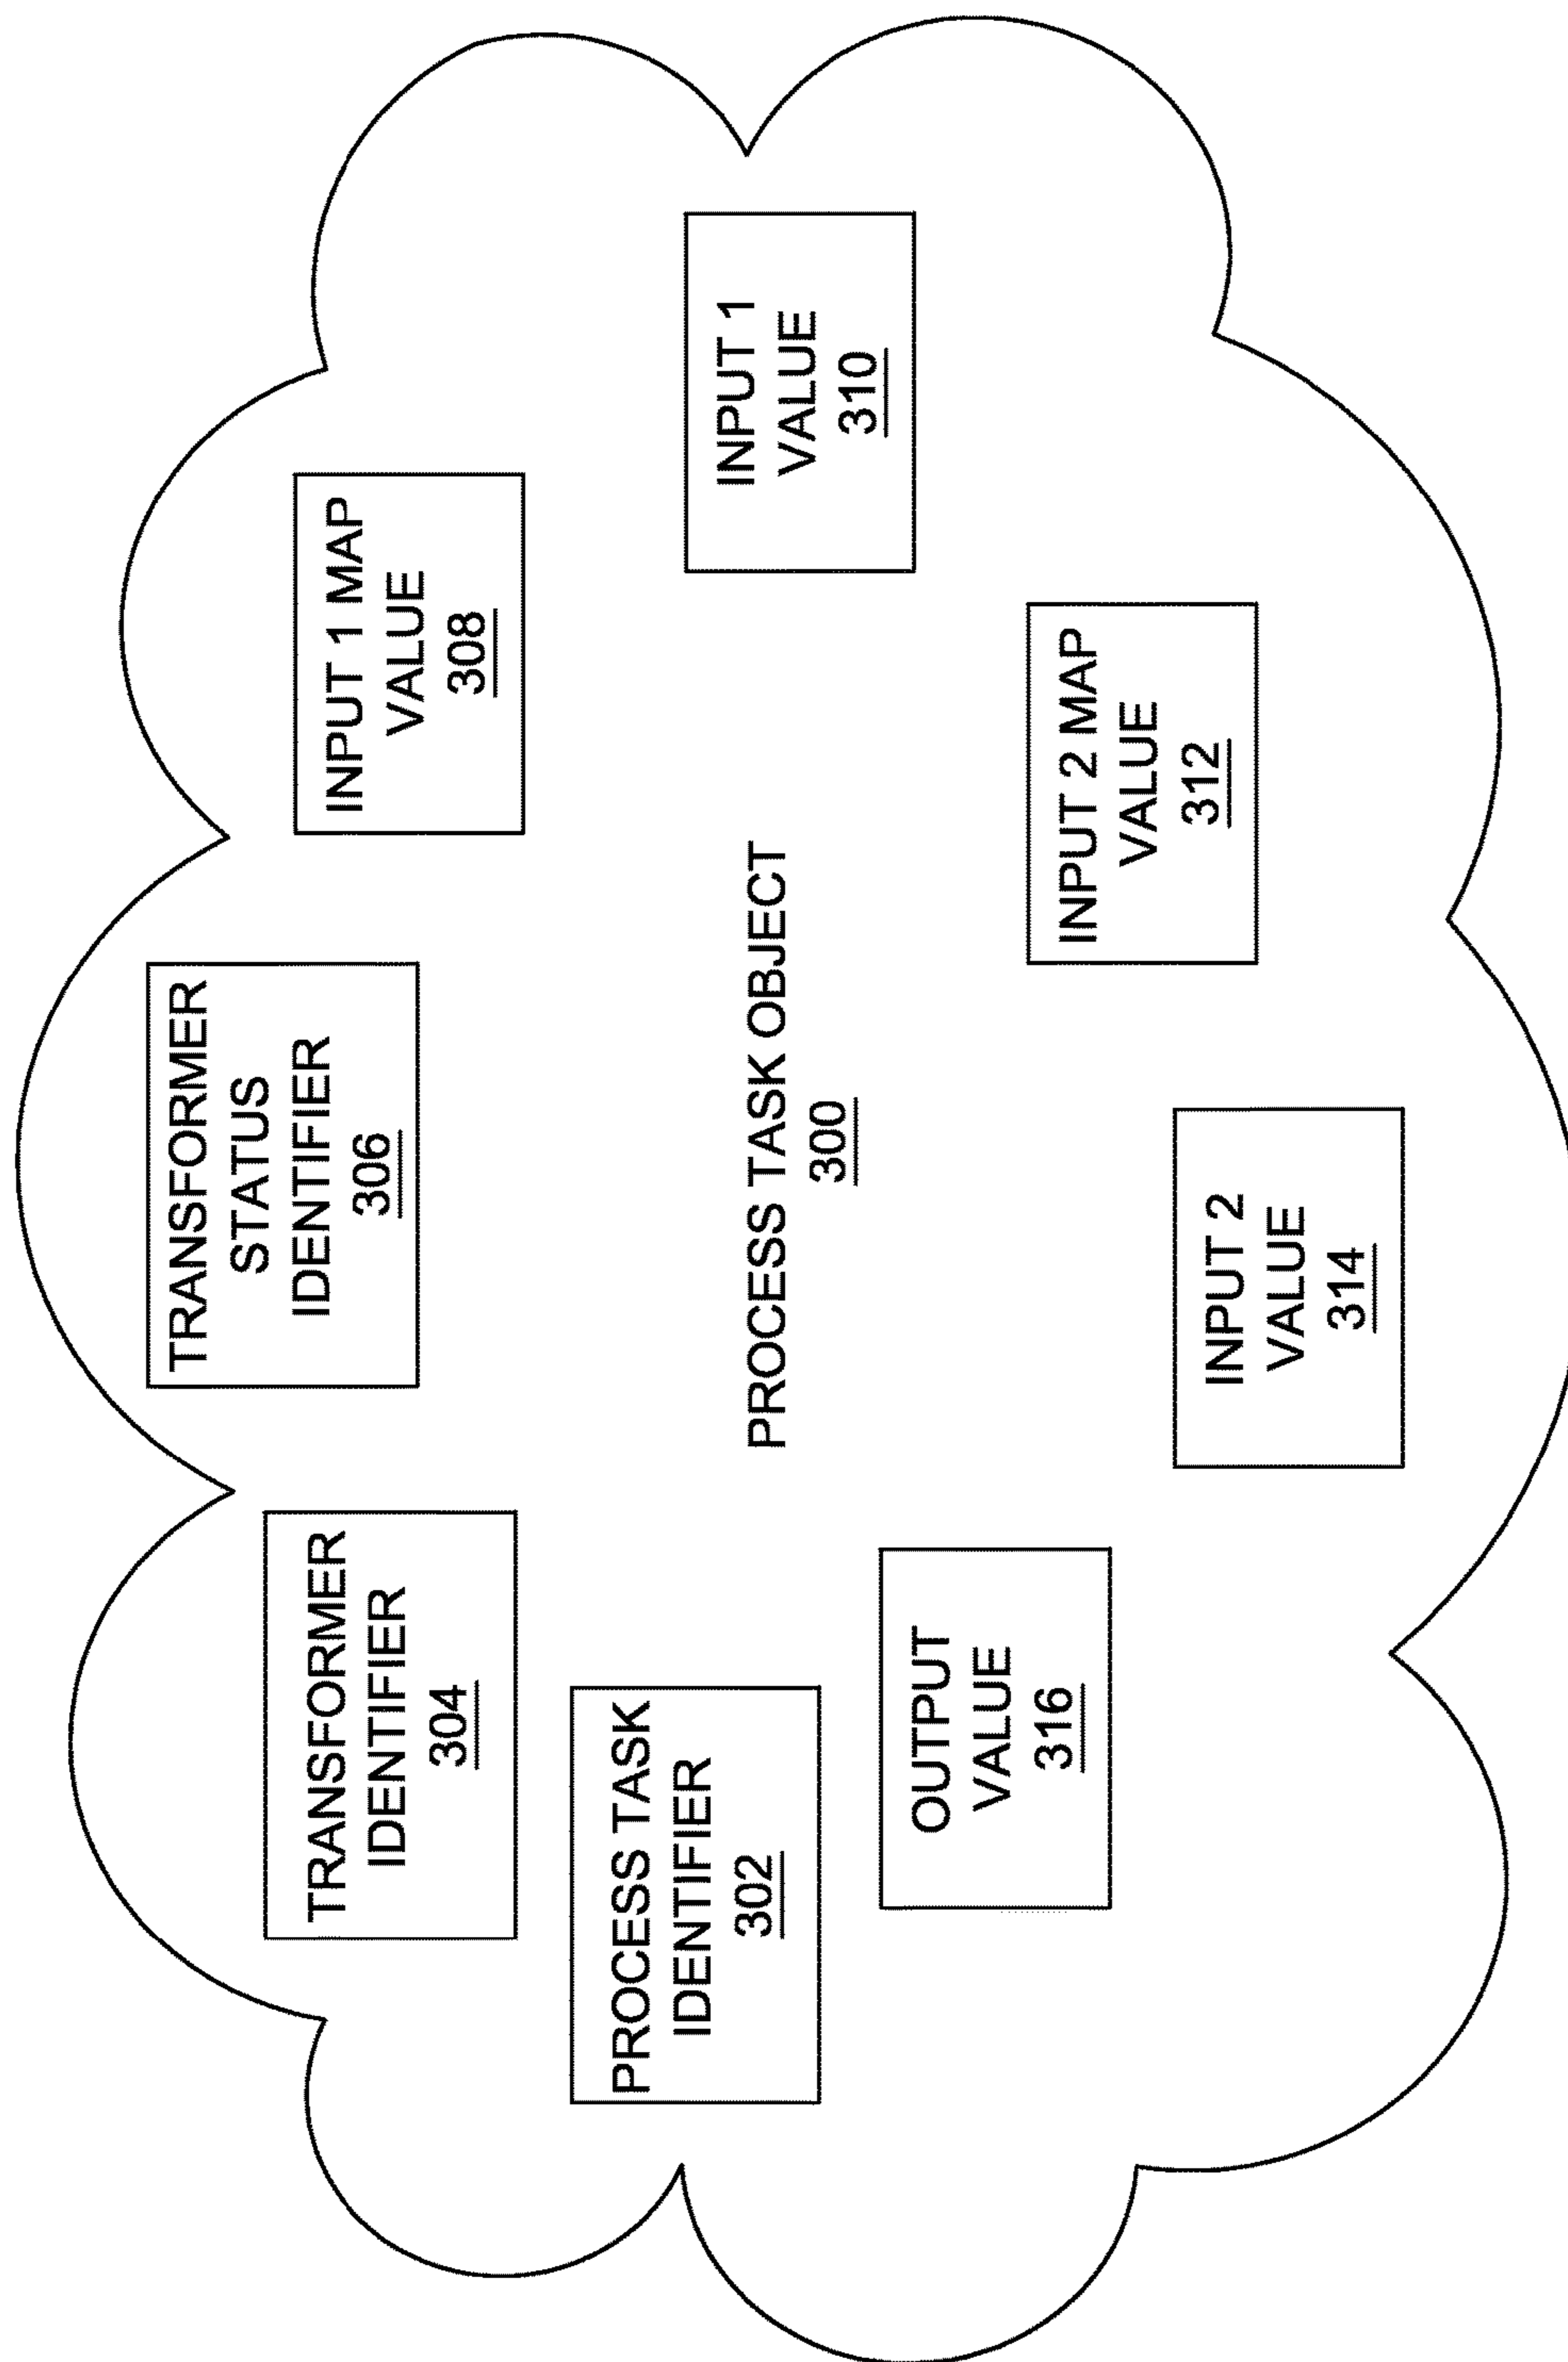 PROCESS TASK
IDENTIFIER
302
TRANSFORMER
IDENTIFIER
304
TRANSFORMER
STATUS
IDENTIFIER
306
INPUT 1 MAP
VALUE
308
INPUT 1
VALUE
310
PROCESS TASK OBJECT
300
INPUT 2 MAP
VALUE
312
INPUT 2
VALUE
314
OUTPUT
VALUE
316